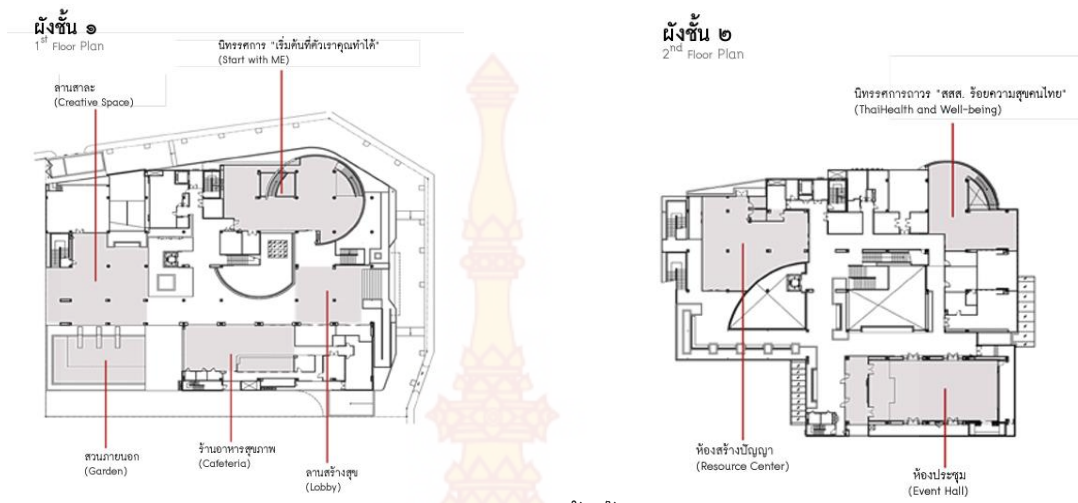 ผังชั้น ๑
1st Floor Plan
นิทรรศการ "เริ่มต้นที่ตัวเราคุณทำได้"
(Start with ME)
ลานสาละ
(Creative Space)
สวนภายนอก
(Garden)
ร้านอาหารสุขภาพ
(Cafeteria)
ลานสร้างสุข
(Lobby)
ผังชั้น ๒
2nd Floor Plan
นิทรรศการถาวร "สสส. ร้อยความสุขคนไทย"
(ThaiHealth and Well-being)
ห้องสร้างปัญญา
(Resource Center)
ห้องประชุม
(Event Hall)